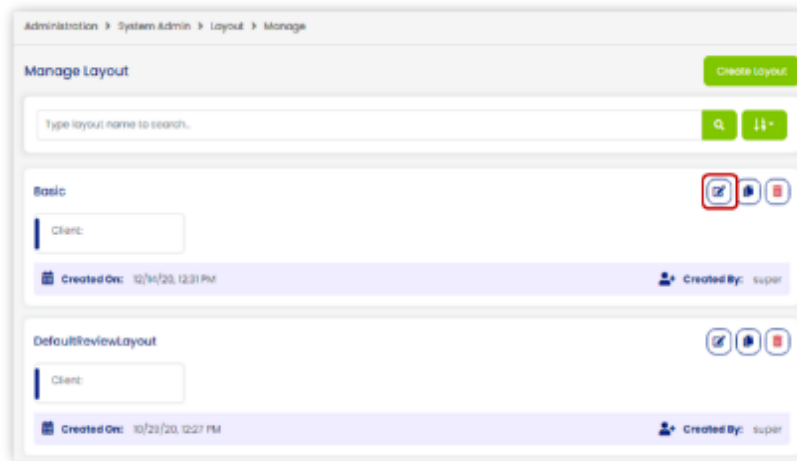 Administration > System Admin > Layout > Manage
Manage Layout
Create Layout
Type layout name to search..
Basic
Client:
Created On: 12/14/20, 12:31 PM
Created By: super
DefaultReviewLayout
Client:
Created On: 10/29/20, 12:27 PM
Created By: super